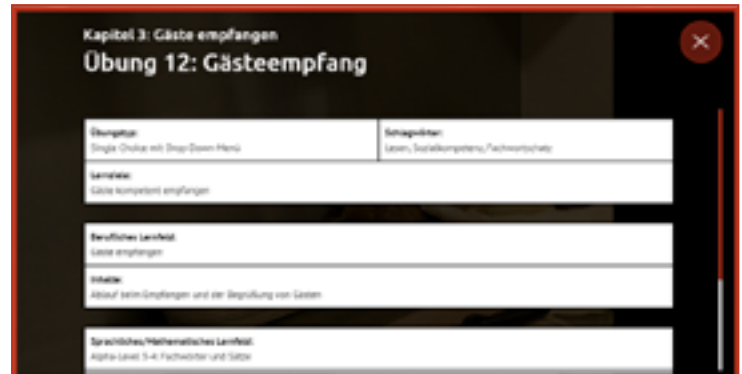 Kapitel 3: Gäste empfangen
Übung 12: Gästeempfang
Übungstyp:
Single Choice mit Drop-Down-Menü
Schlagwörter:
Lesen, Sozialkompetenz, Fachwortschatz
Lernziele:
Gäste kompetent empfangen
Berufliches Lernfeld:
Gäste empfangen
Inhalte:
Ablauf beim Empfangen und der Begrüßung von Gästen
Sprachliches/Mathematisches Lernfeld:
Alpha-Level 3-4: Fachwörter und Sätze